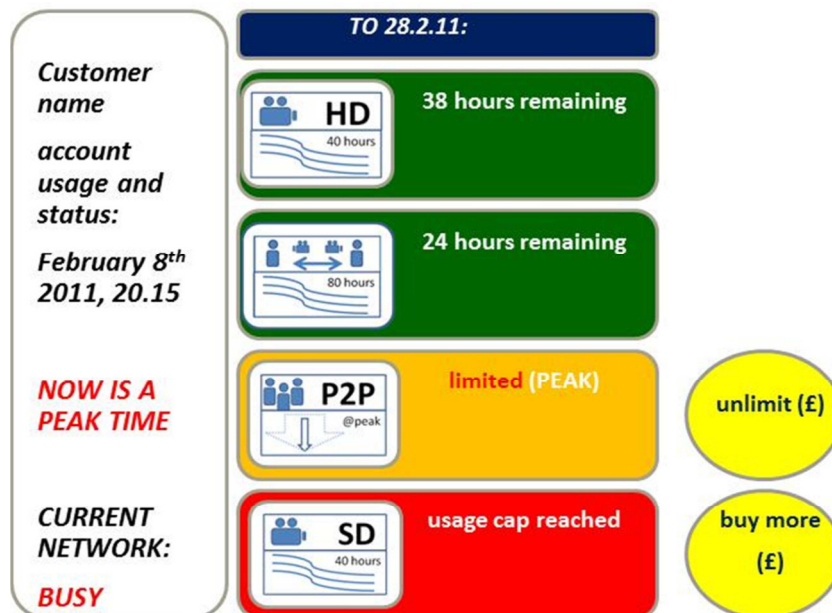 Customer
name
account
usage and
status:
February 8th
2011, 20.15
NOW IS A
PEAK TIME
CURRENT
NETWORK:
BUSY
TO 28.2.11:
HD
40 hours
38 hours remaining
80 hours
24 hours remaining
P2P
@peak
limited (PEAK)
unlimit (£)
SD
40 hours
usage cap reached
buy more
(£)